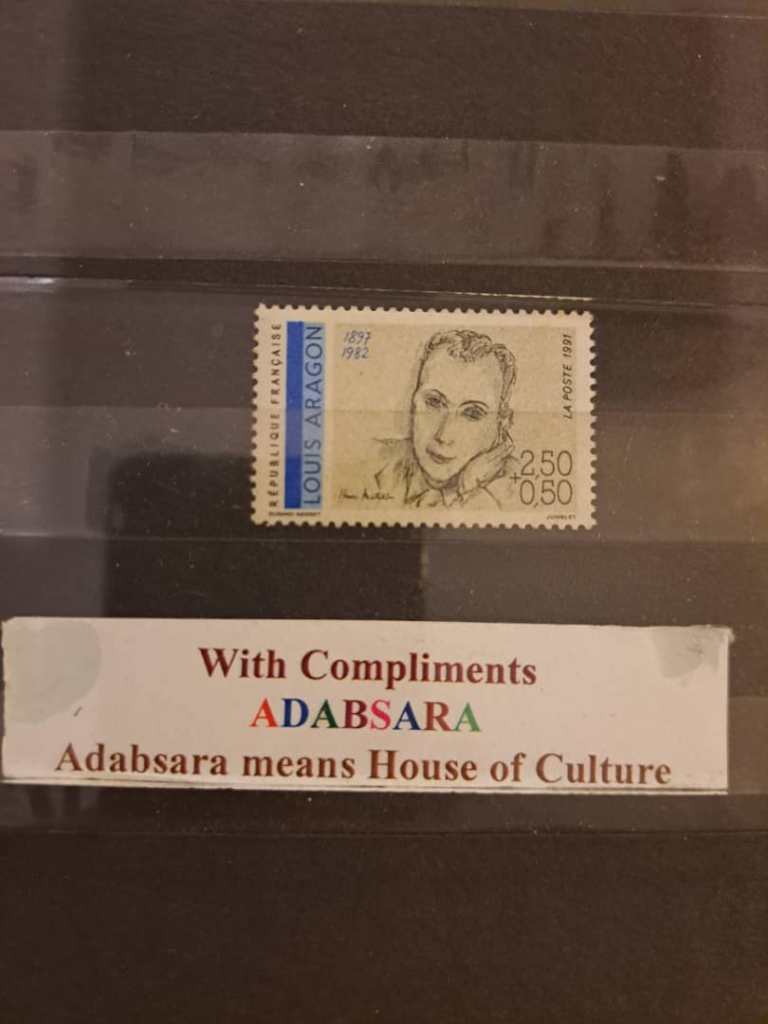 RÉPUBLIQUE FRANÇAISE
LOUIS ARAGON
1897
1982
LA POSTE 1991
2,50
+0,50
JUMELET
With Compliments
ADABSARA
Adabsara means House of Culture